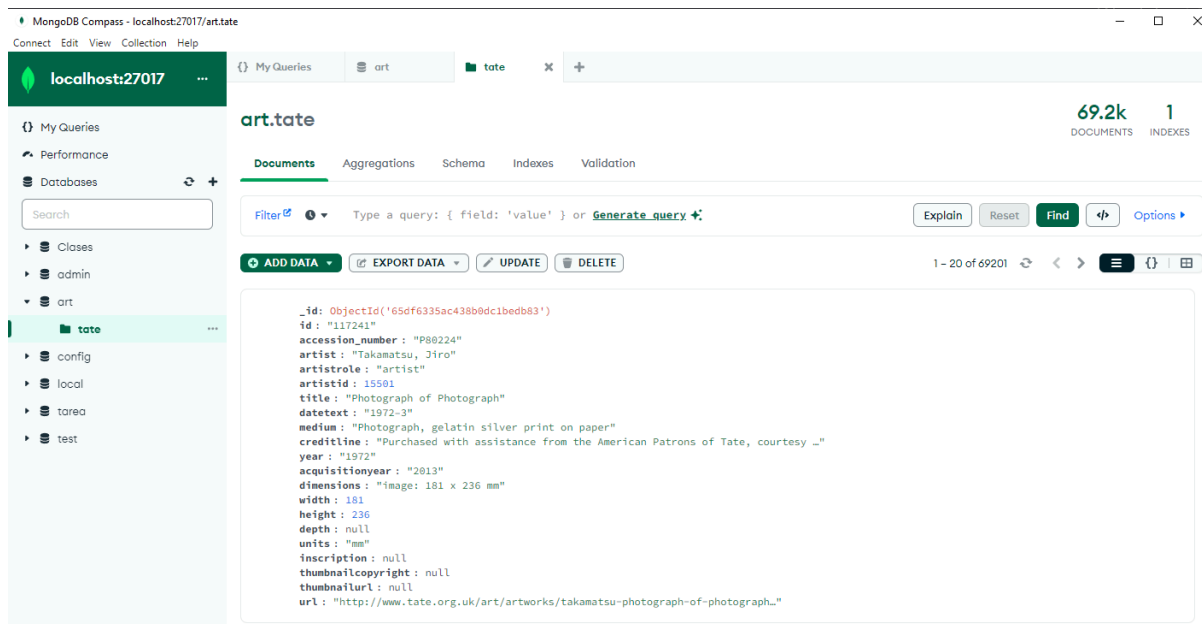 MongoDB Compass - localhost:27017/art.tate
Connect Edit View Collection Help
localhost:27017 ...
{} My Queries
art
tate
art.tate
69.2k
DOCUMENTS
1
INDEXES
{} My Queries
Performance
Databases
Search
Clases
admin
art
tate ...
config
local
tarea
test
Documents Aggregations Schema Indexes Validation
Filter Type a query: { field: 'value' } or Generate query Explain Reset Find </> Options
ADD DATA EXPORT DATA UPDATE DELETE 1 – 20 of 69201 {}
_id: ObjectId('65df6335ac438b0dc1bedb83')
id : "117241"
accession_number : "P80224"
artist : "Takamatsu, Jiro"
artistrole : "artist"
artistid : 15501
title : "Photograph of Photograph"
datetext : "1972-3"
medium : "Photograph, gelatin silver print on paper"
creditline : "Purchased with assistance from the American Patrons of Tate, courtesy …"
year : "1972"
acquisitionyear : "2013"
dimensions : "image: 181 x 236 mm"
width : 181
height : 236
depth : null
units : "mm"
inscription : null
thumbnailcopyright : null
thumbnailurl : null
url : "http://www.tate.org.uk/art/artworks/takamatsu-photograph-of-photograph…"